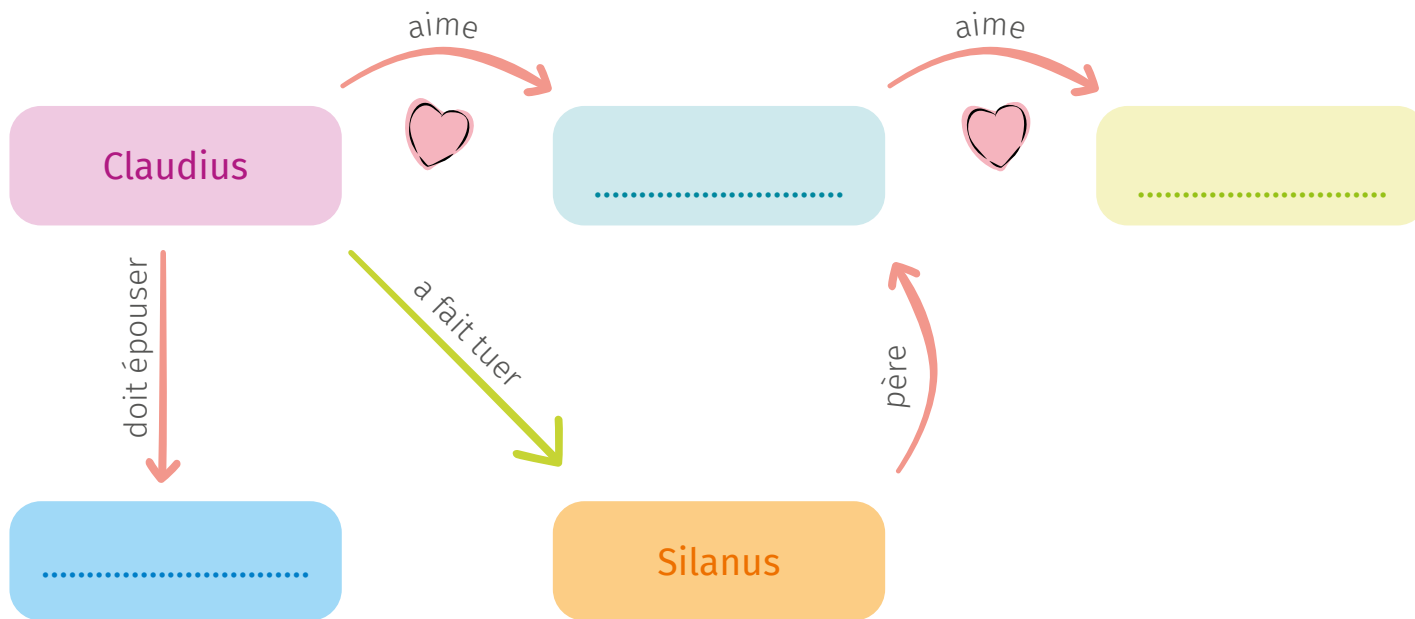 aime
aime
Claudius
............................
............................
doit épouser
a fait tuer
père
..............................
Silanus